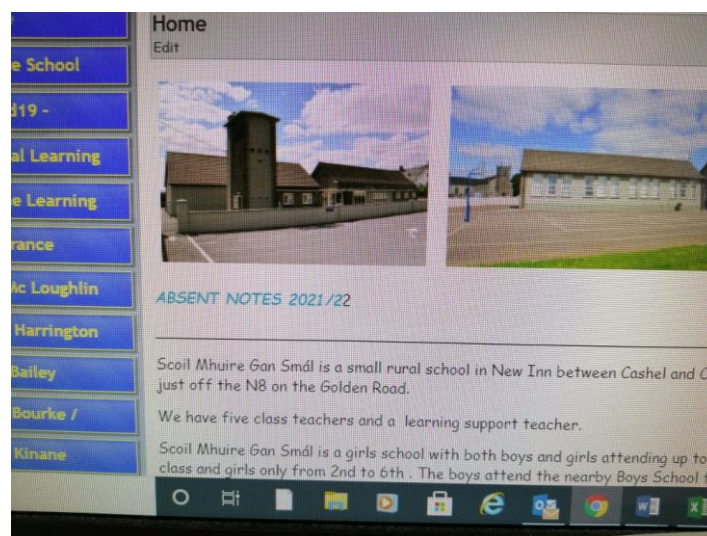 Home
Edit
e School
d19 -
al Learning
e Learning
rance
Mc Loughlin
Harrington
Bailey
Bourke /
Kinane
ABSENT NOTES 2021/22
Scoil Mhuire Gan Smál is a small rural school in New Inn between Cashel and C
just off the N8 on the Golden Road.
We have five class teachers and a learning support teacher.
Scoil Mhuire Gan Smál is a girls school with both boys and girls attending up to
class and girls only from 2nd to 6th . The boys attend the nearby Boys School